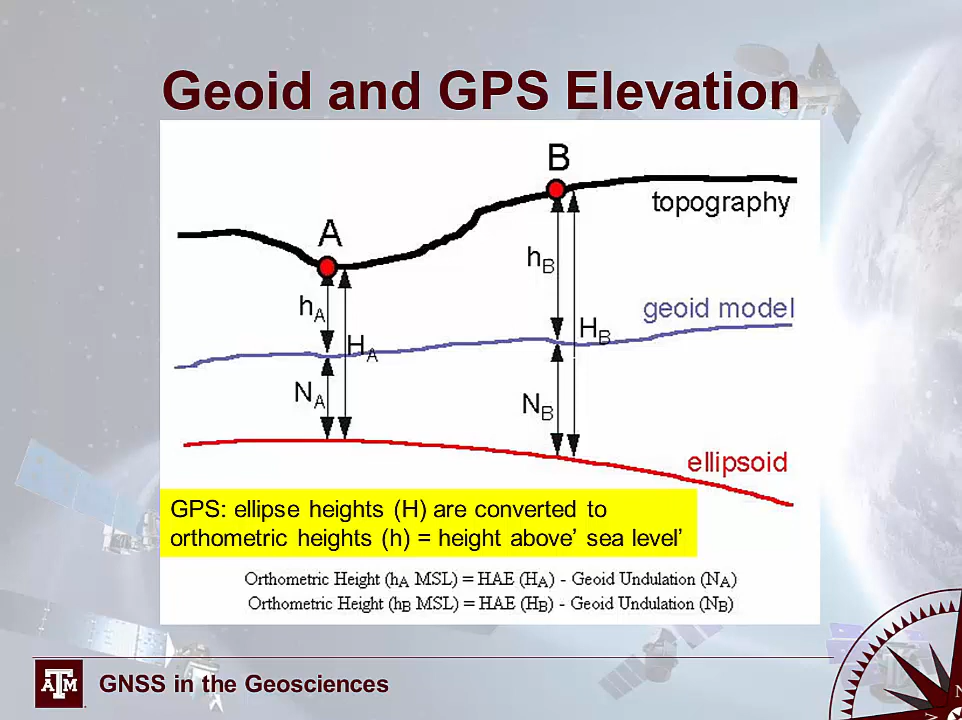 Geoid and GPS Elevation
B
topography
A
hB
hA
geoid model
HB
HA
NA
NB
ellipsoid
GPS: ellipse heights (H) are converted to
orthometric heights (h) = height above’ sea level’
Orthometric Height (hA MSL) = HAE (HA) - Geoid Undulation (NA)
Orthometric Height (hB MSL) = HAE (HB) - Geoid Undulation (NB)
ATM GNSS in the Geosciences
N